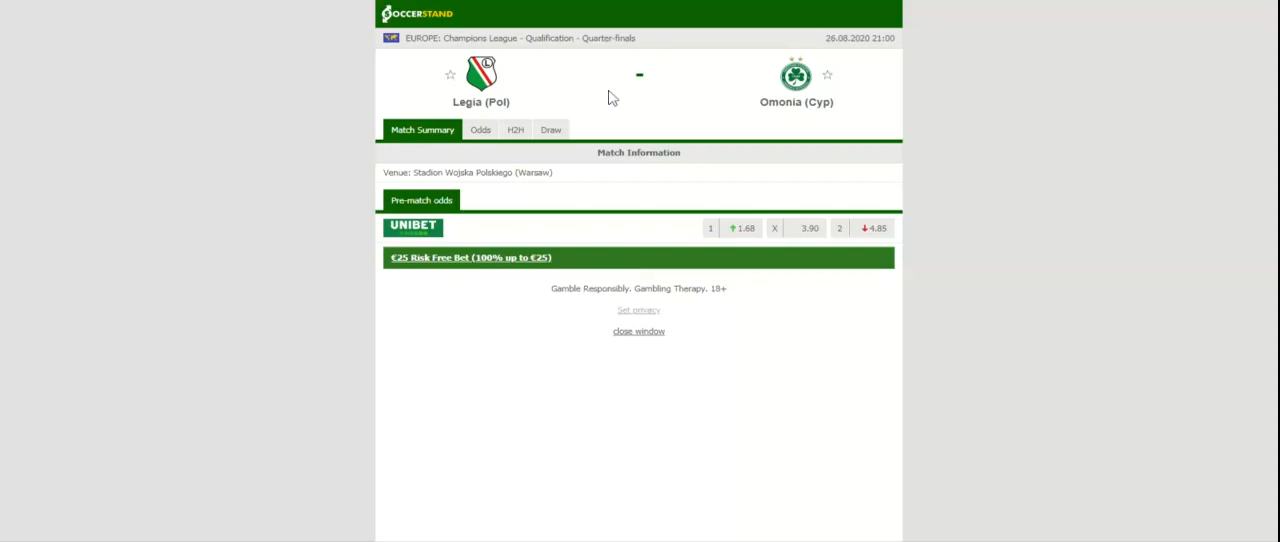 SOCCERSTAND
EUROPE: Champions League - Qualification - Quarter-finals 26.08.2020 21:00
L
-
Legia (Pol) Omonia (Cyp)
Match Summary Odds H2H Draw
Match Information
Venue: Stadion Wojska Polskiego (Warsaw)
Pre-match odds
UNIBET 1 1.68 X 3.90 2 4.85
€25 Risk Free Bet (100% up to €25)
Gamble Responsibly. Gambling Therapy. 18+
Set privacy
close window